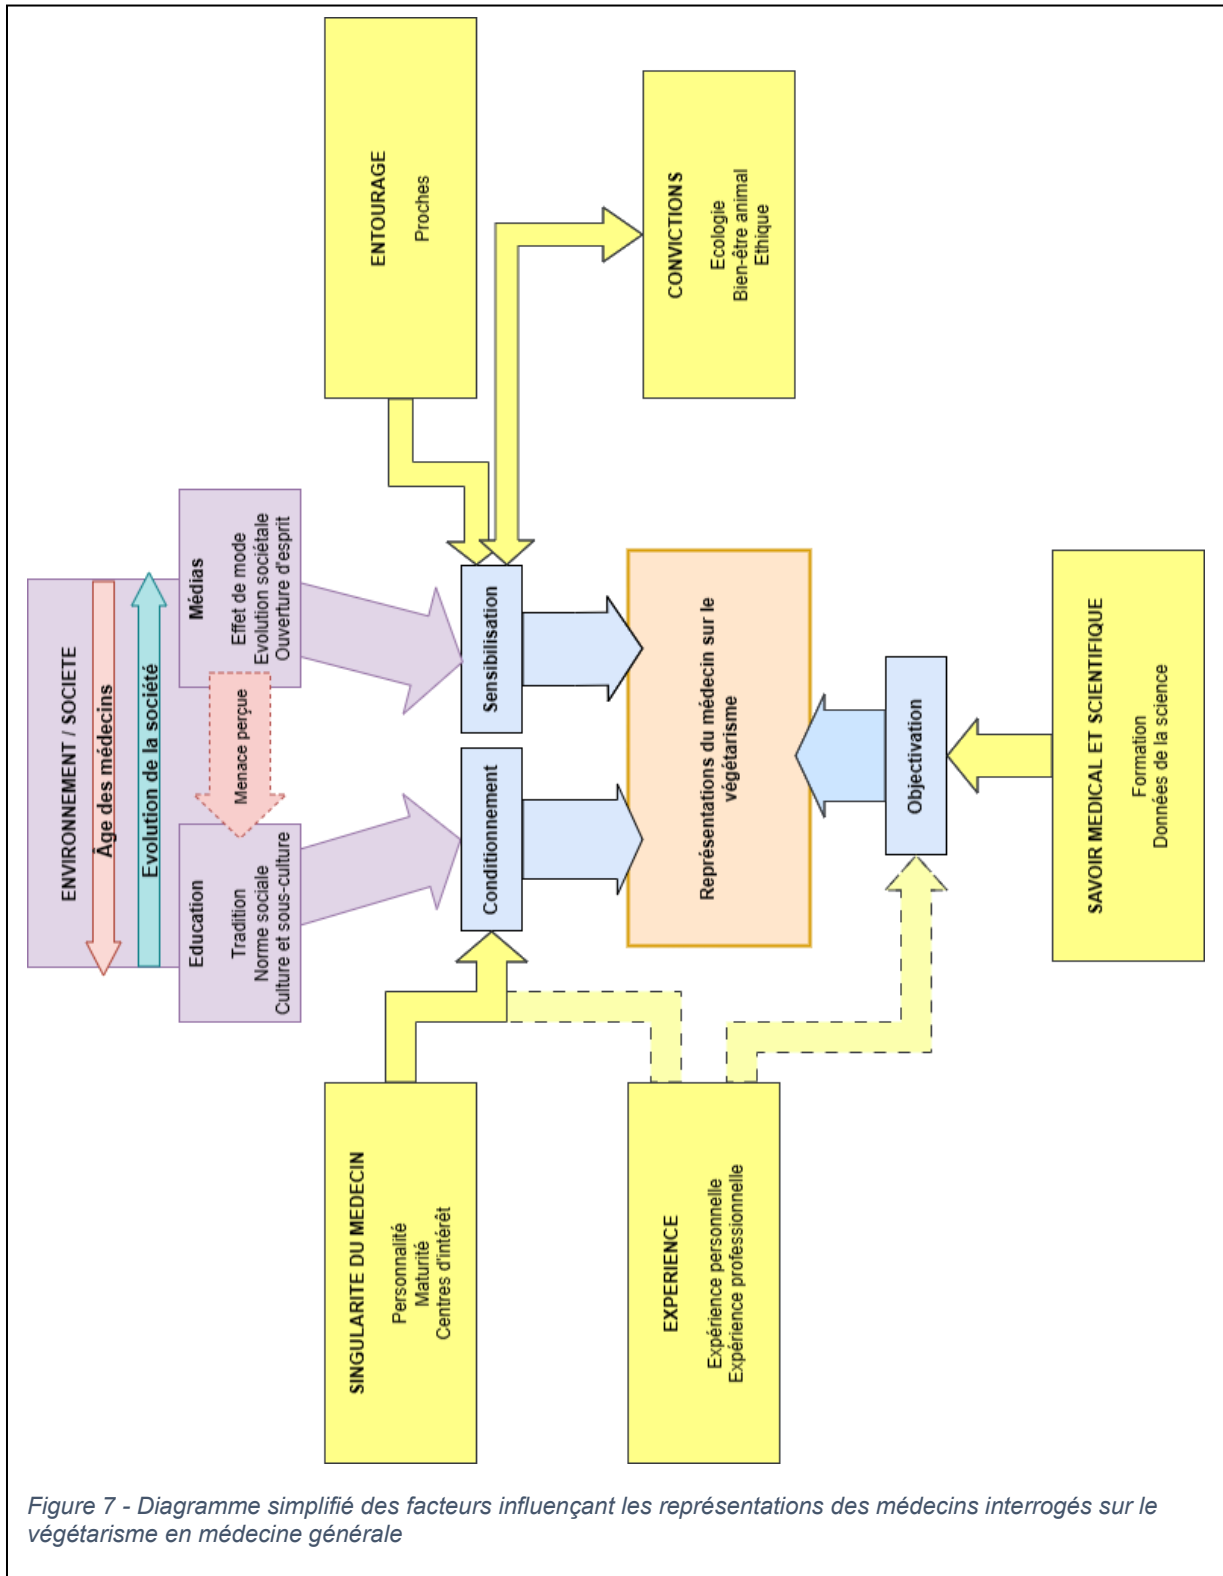 ENVIRONNEMENT / SOCIETE
Âge des médecins
Evolution de la société
Education
Tradition
Norme sociale
Culture et sous-culture
Menace perçue
Médias
Effet de mode
Evolution sociétale
Ouverture d'esprit
SINGULARITE DU MEDECIN
Personnalité
Maturité
Centres d'intérêt
ENTOURAGE
Proches
Conditionnement
Sensibilisation
EXPERIENCE
Expérience personnelle
Expérience professionnelle
Représentations du médecin sur le
végétarisme
CONVICTIONS
Ecologie
Bien-être animal
Ethique
Objectivation
SAVOIR MEDICAL ET SCIENTIFIQUE
Formation
Données de la science
Figure 7 - Diagramme simplifié des facteurs influençant les représentations des médecins interrogés sur le
végétarisme en médecine générale